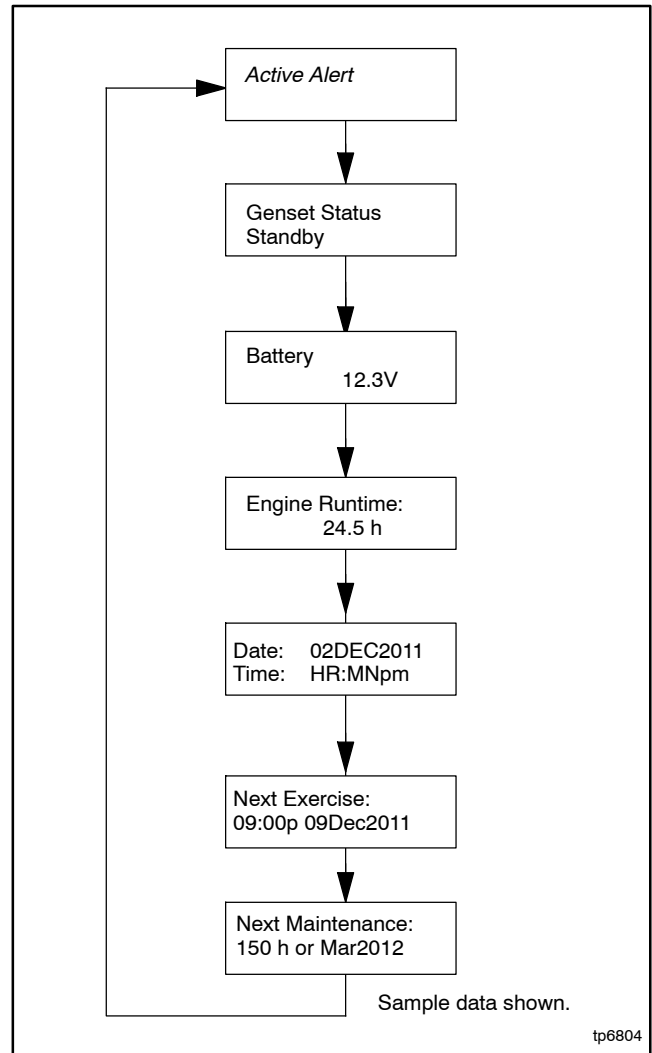 Active Alert
Genset Status
Standby
Battery
12.3V
Engine Runtime:
24.5 h
Date: 02DEC2011
Time: HR:MNpm
Next Exercise:
09:00p 09Dec2011
Next Maintenance:
150 h or Mar2012
Sample data shown.
tp6804